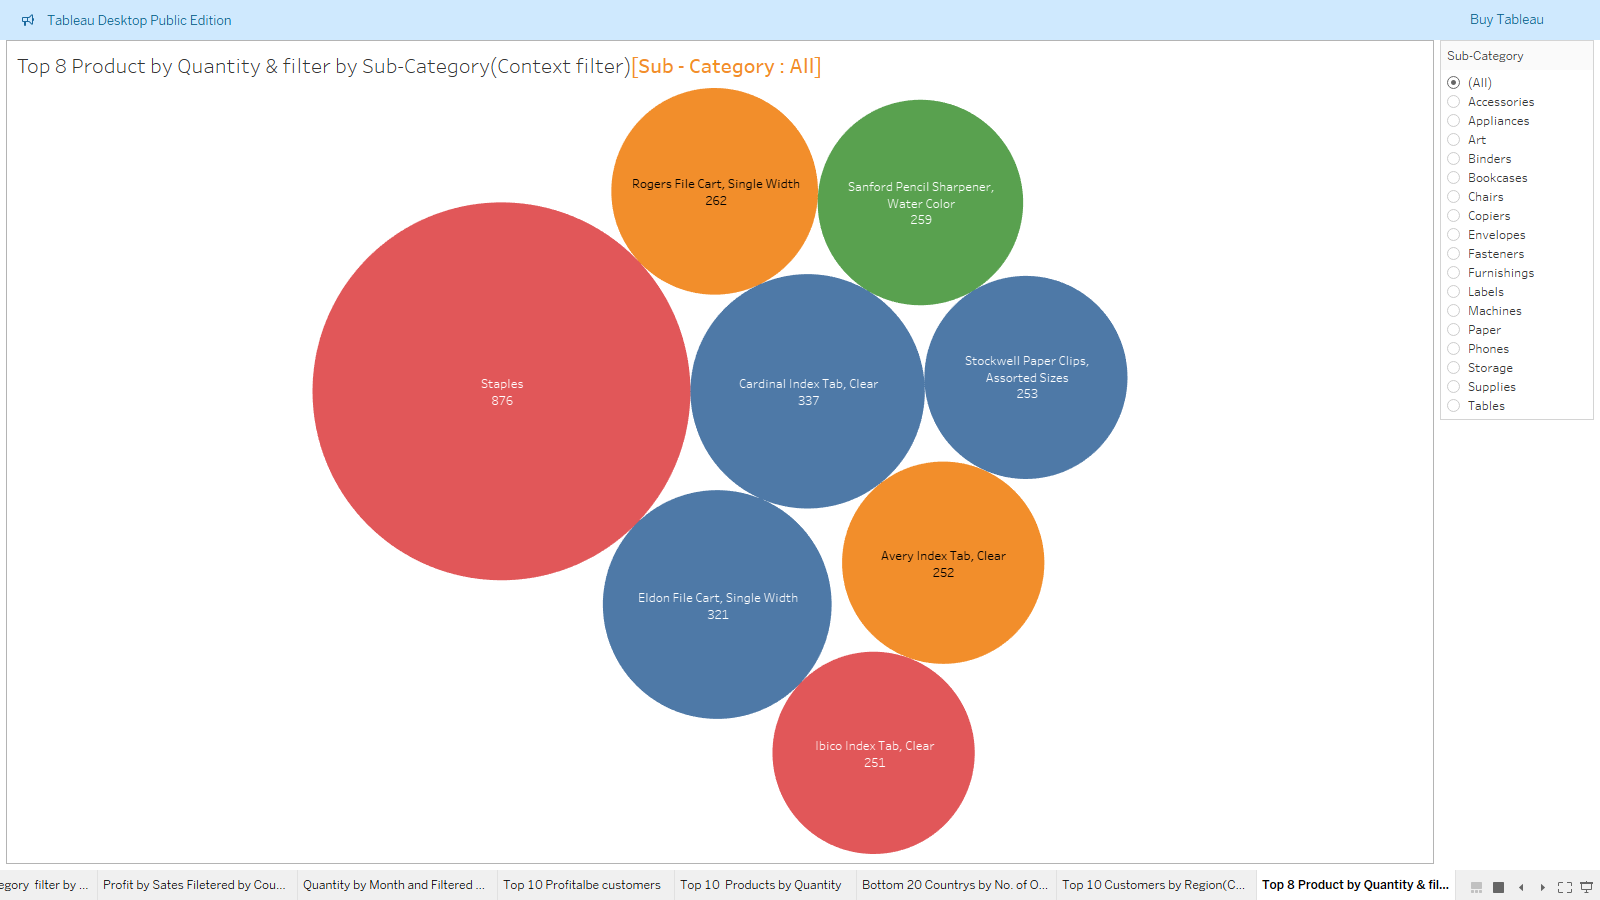 Tableau Desktop Public Edition
Buy Tableau
Top 8 Product by Quantity & filter by Sub-Category(Context filter)[Sub - Category : All]
Rogers File Cart, Single Width
262
Sanford Pencil Sharpener,
Water Color
259
Staples
876
Cardinal Index Tab, Clear
337
Stockwell Paper Clips,
Assorted Sizes
253
Avery Index Tab, Clear
252
Eldon File Cart, Single Width
321
Ibico Index Tab, Clear
251
Sub-Category
(All)
Accessories
Appliances
Art
Binders
Bookcases
Chairs
Copiers
Envelopes
Fasteners
Furnishings
Labels
Machines
Paper
Phones
Storage
Supplies
Tables
egory filter by ...
Profit by Sates Filetered by Cou...
Quantity by Month and Filtered ...
Top 10 Profitalbe customers
Top 10 Products by Quantity
Bottom 20 Countrys by No. of O...
Top 10 Customers by Region(C...
Top 8 Product by Quantity & fil...